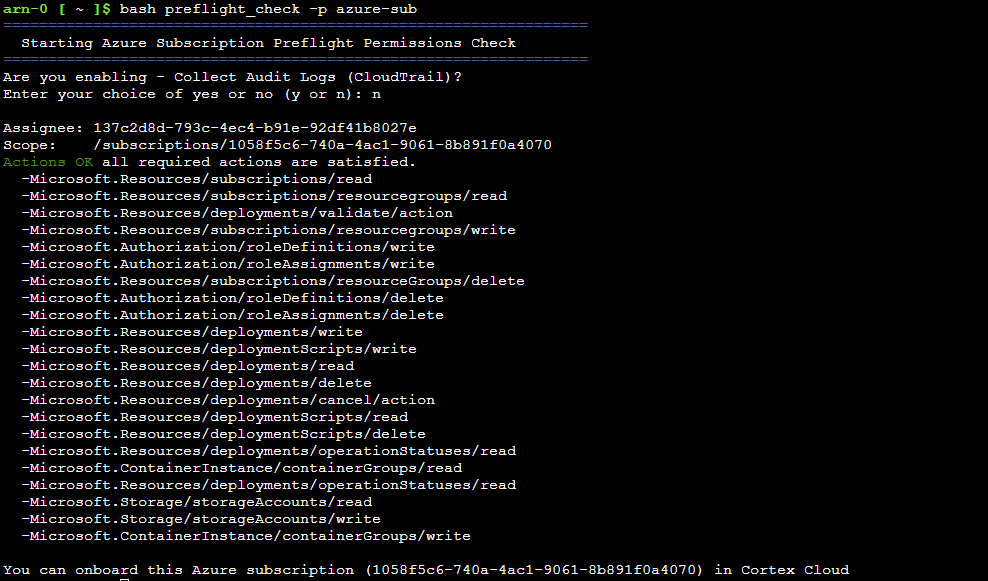 arn-0 [ ~ ]$ bash preflight_check -p azure-sub
=================================================================
  Starting Azure Subscription Preflight Permissions Check
=================================================================
Are you enabling - Collect Audit Logs (CloudTrail)?
Enter your choice of yes or no (y or n): n

Assignee: 137c2d8d-793c-4ec4-b91e-92df41b8027e
Scope:    /subscriptions/1058f5c6-740a-4ac1-9061-8b891f0a4070
Actions OK all required actions are satisfied.
  -Microsoft.Resources/subscriptions/read
  -Microsoft.Resources/subscriptions/resourcegroups/read
  -Microsoft.Resources/deployments/validate/action
  -Microsoft.Resources/subscriptions/resourcegroups/write
  -Microsoft.Authorization/roleDefinitions/write
  -Microsoft.Authorization/roleAssignments/write
  -Microsoft.Resources/subscriptions/resourceGroups/delete
  -Microsoft.Authorization/roleDefinitions/delete
  -Microsoft.Authorization/roleAssignments/delete
  -Microsoft.Resources/deployments/write
  -Microsoft.Resources/deploymentScripts/write
  -Microsoft.Resources/deployments/read
  -Microsoft.Resources/deployments/delete
  -Microsoft.Resources/deployments/cancel/action
  -Microsoft.Resources/deploymentScripts/read
  -Microsoft.Resources/deploymentScripts/delete
  -Microsoft.Resources/deployments/operationStatuses/read
  -Microsoft.ContainerInstance/containerGroups/read
  -Microsoft.Resources/deployments/operationStatuses/read
  -Microsoft.Storage/storageAccounts/read
  -Microsoft.Storage/storageAccounts/write
  -Microsoft.ContainerInstance/containerGroups/write

You can onboard this Azure subscription (1058f5c6-740a-4ac1-9061-8b891f0a4070) in Cortex Cloud